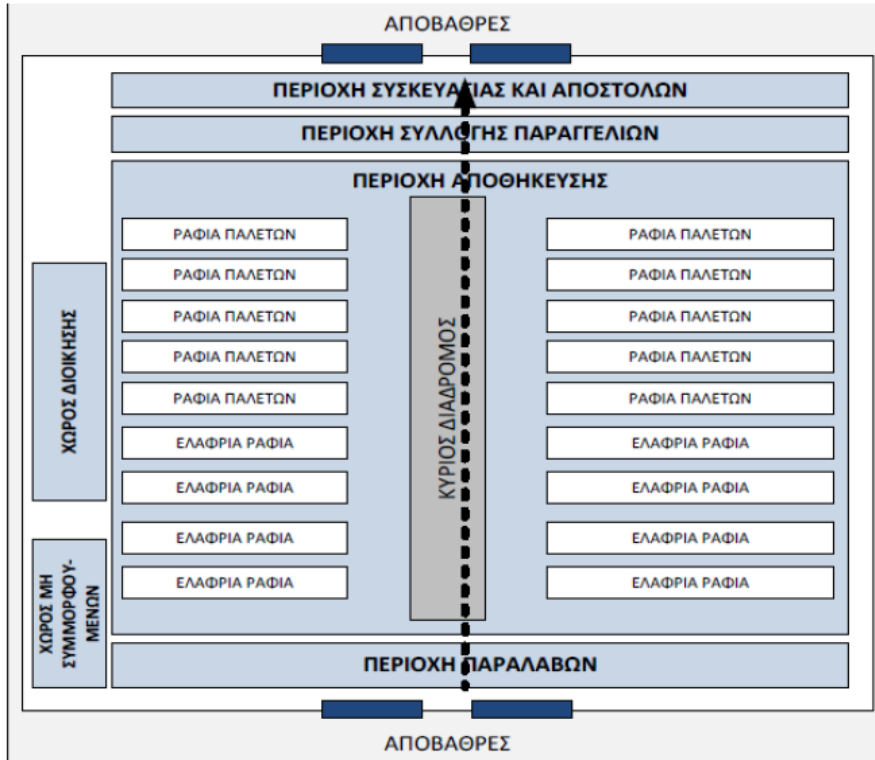 ΑΠΟΒΑΘΡΕΣ
ΠΕΡΙΟΧΗ ΣΥΣΚΕΥΑΣΙΑΣ ΚΑΙ ΑΠΟΣΤΟΛΩΝ
ΠΕΡΙΟΧΗ ΣΥΛΛΟΓΗΣ ΠΑΡΑΓΓΕΛΙΩΝ
ΠΕΡΙΟΧΗ ΑΠΟΘΗΚΕΥΣΗΣ
ΡΑΦΙΑ ΠΑΛΕΤΩΝ
ΡΑΦΙΑ ΠΑΛΕΤΩΝ
ΡΑΦΙΑ ΠΑΛΕΤΩΝ
ΡΑΦΙΑ ΠΑΛΕΤΩΝ
ΡΑΦΙΑ ΠΑΛΕΤΩΝ
ΡΑΦΙΑ ΠΑΛΕΤΩΝ
ΡΑΦΙΑ ΠΑΛΕΤΩΝ
ΡΑΦΙΑ ΠΑΛΕΤΩΝ
ΡΑΦΙΑ ΠΑΛΕΤΩΝ
ΡΑΦΙΑ ΠΑΛΕΤΩΝ
ΕΛΑΦΡΙΑ ΡΑΦΙΑ
ΕΛΑΦΡΙΑ ΡΑΦΙΑ
ΕΛΑΦΡΙΑ ΡΑΦΙΑ
ΕΛΑΦΡΙΑ ΡΑΦΙΑ
ΕΛΑΦΡΙΑ ΡΑΦΙΑ
ΕΛΑΦΡΙΑ ΡΑΦΙΑ
ΕΛΑΦΡΙΑ ΡΑΦΙΑ
ΕΛΑΦΡΙΑ ΡΑΦΙΑ
ΚΥΡΙΟΣ ΔΙΑΔΡΟΜΟΣ
ΧΩΡΟΣ ΔΙΟΙΚΗΣΗΣ
ΧΩΡΟΣ ΜΗ
ΣΥΜΜΟΡΦΟΥ-
ΜΕΝΩΝ
ΠΕΡΙΟΧΗ ΠΑΡΑΛΑΒΩΝ
ΑΠΟΒΑΘΡΕΣ